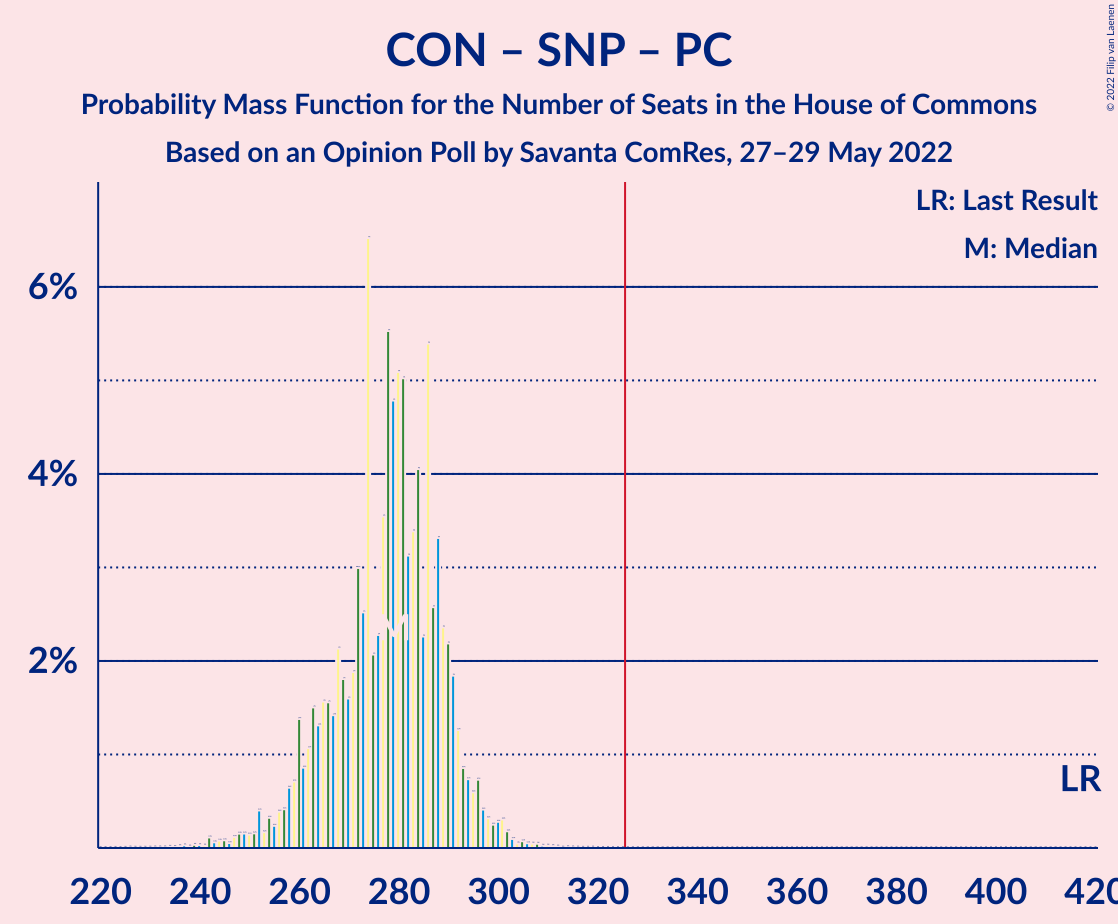 CON – SNP – PC
Probability Mass Function for the Number of Seats in the House of Commons
Based on an Opinion Poll by Savanta ComRes, 27–29 May 2022
© 2022 Filip van Laenen
LR: Last Result
M: Median
6%
4%
2%
M
LR
220 240 260 280 300 320 340 360 380 400 420